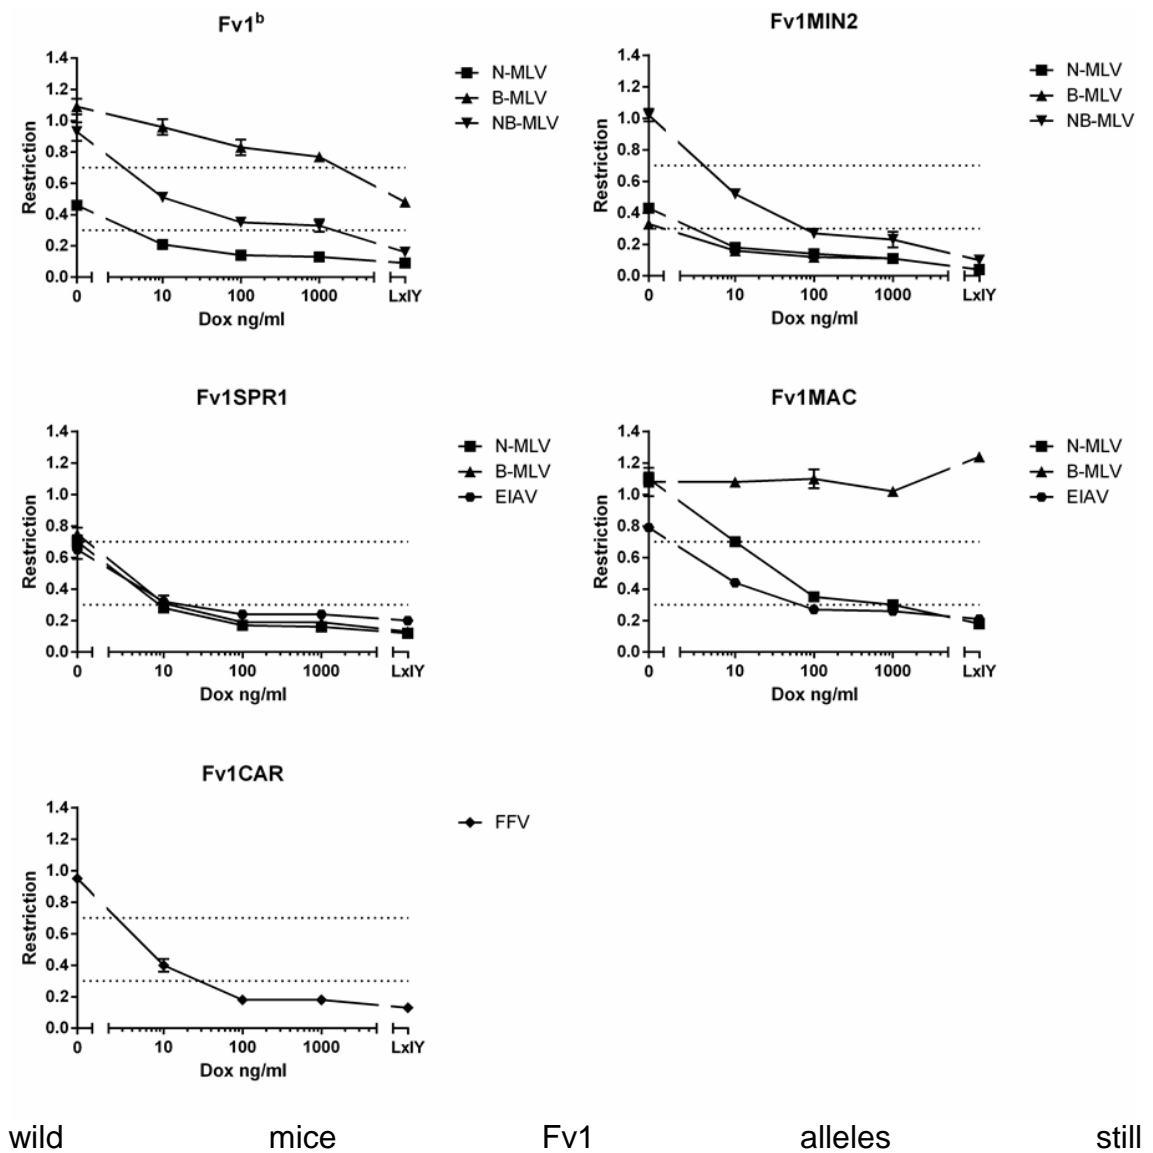 Fv1ᵇ
1.4
1.2
1.0
0.8
0.6
0.4
0.2
0.0
Restriction
0 10 100 1000 LxIY
Dox ng/ml
N-MLV
B-MLV
NB-MLV
Fv1MIN2
1.4
1.2
1.0
0.8
0.6
0.4
0.2
0.0
Restriction
0 10 100 1000 LxIY
Dox ng/ml
N-MLV
B-MLV
NB-MLV
Fv1SPR1
1.4
1.2
1.0
0.8
0.6
0.4
0.2
0.0
Restriction
0 10 100 1000 LxIY
Dox ng/ml
N-MLV
B-MLV
EIAV
Fv1MAC
1.4
1.2
1.0
0.8
0.6
0.4
0.2
0.0
Restriction
0 10 100 1000 LxIY
Dox ng/ml
N-MLV
B-MLV
EIAV
Fv1CAR
1.4
1.2
1.0
0.8
0.6
0.4
0.2
0.0
Restriction
0 10 100 1000 LxIY
Dox ng/ml
FFV
wild mice Fv1 alleles still